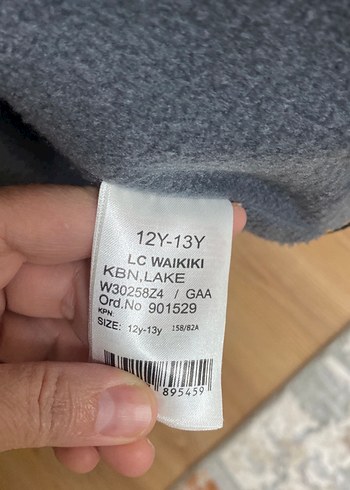 12Y-13Y
LC WAIKIKI
KBN,LAKE
W30258Z4 / GAA
Ord.No 901529
KPN:
SIZE: 12y-13y 158/82A
895459